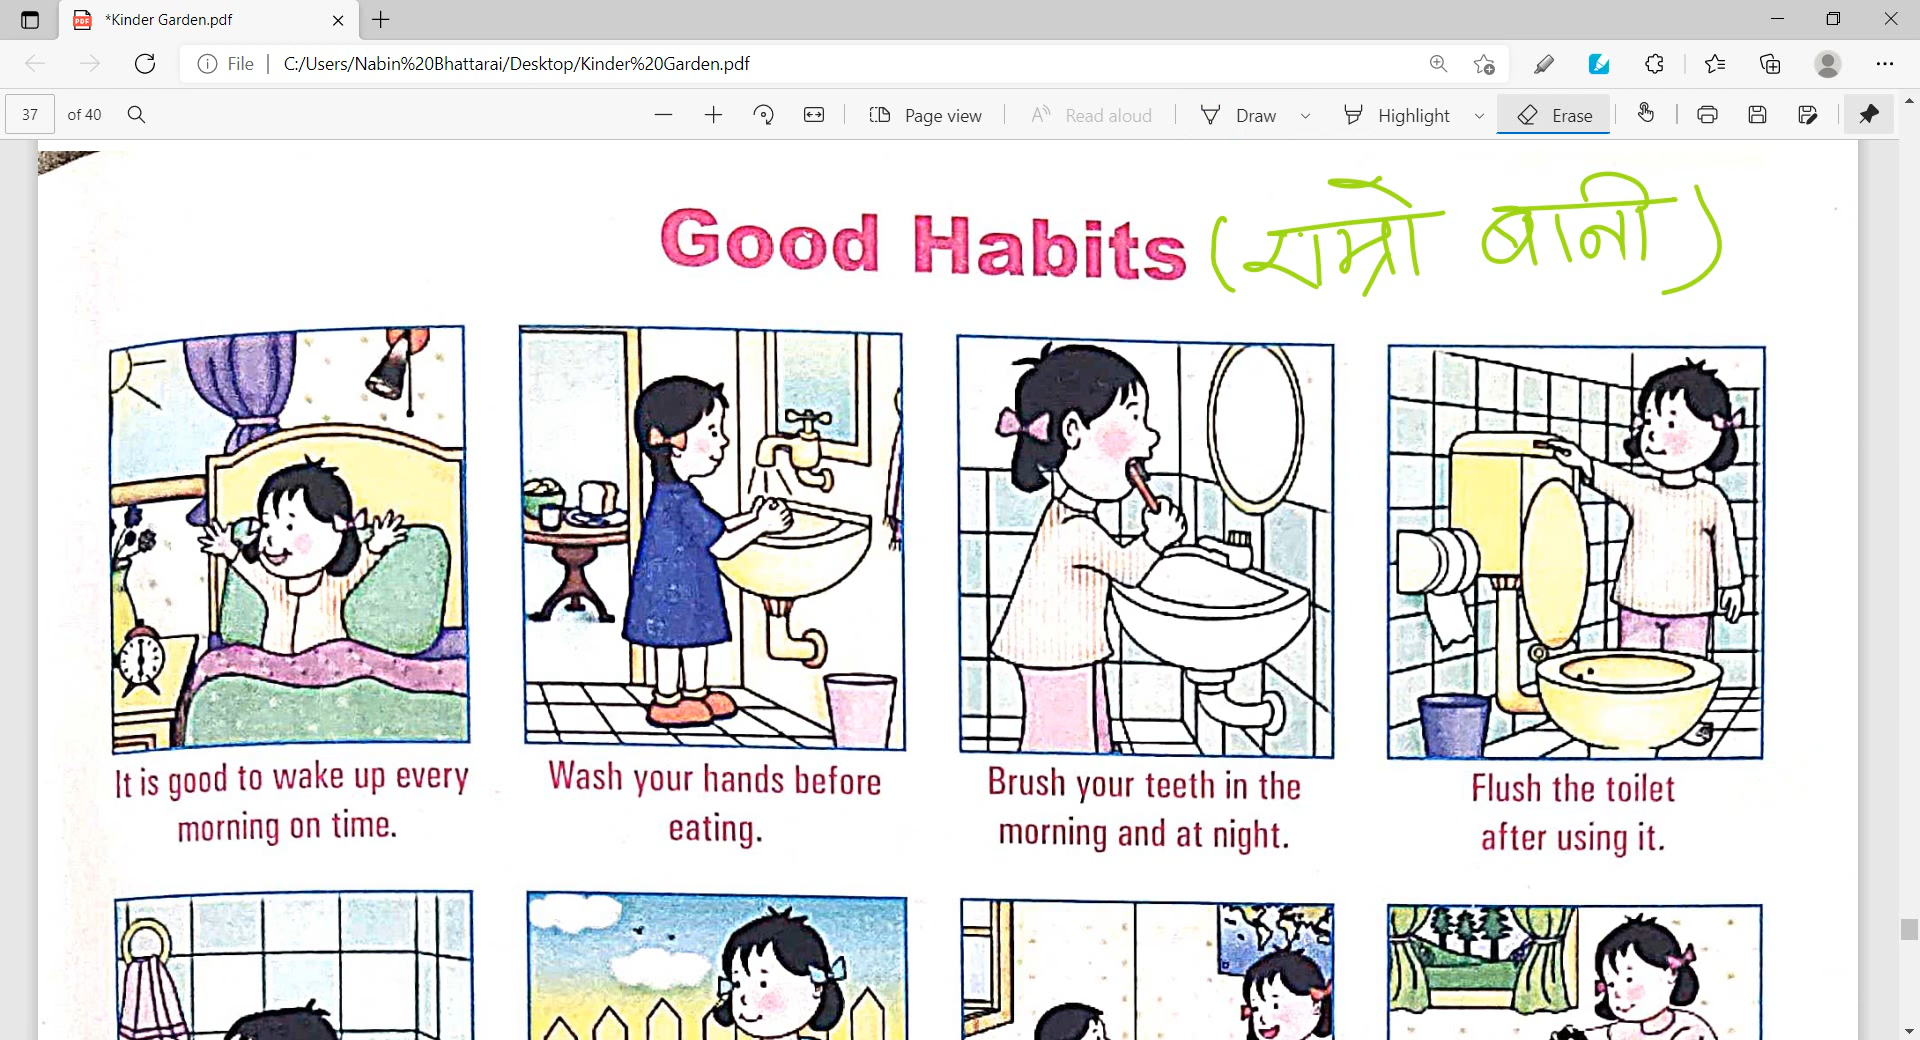 *Kinder Garden.pdf
File
C:/Users/Nabin%20Bhattarai/Desktop/Kinder%20Garden.pdf
37 of 40
Page view
Read aloud
Draw
Highlight
Erase
Good Habits (राम्रो बानी)
It is good to wake up every
morning on time.
Wash your hands before
eating.
Brush your teeth in the
morning and at night.
Flush the toilet
after using it.